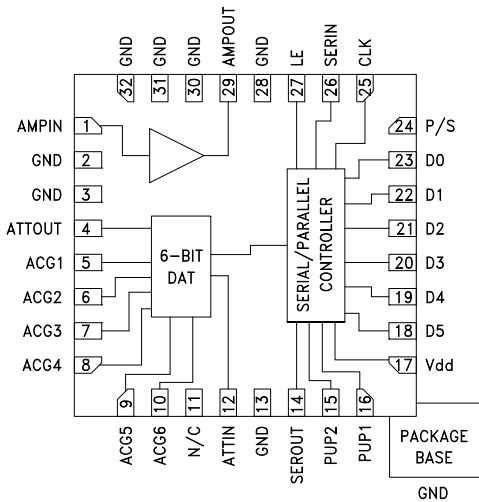 GND
GND
GND
AMPOUT
GND
LE
SERIN
CLK
32
31
30
29
28
27
26
25
AMPIN
1
GND
2
GND
3
ATTOUT
4
ACG1
5
ACG2
6
ACG3
7
ACG4
8
6-BIT
DAT
SERIAL/PARALLEL
CONTROLLER
24
P/S
23
D0
22
D1
21
D2
20
D3
19
D4
18
D5
17
Vdd
9
10
11
12
13
14
15
16
ACG5
ACG6
N/C
ATTIN
GND
SEROUT
PUP2
PUP1
PACKAGE
BASE
GND